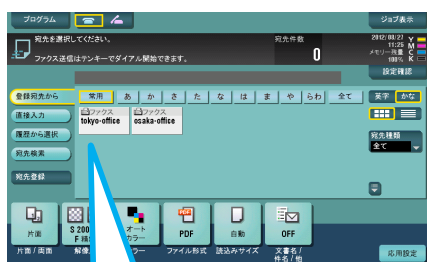 プログラム
ジョブ表示
宛先を選択してください。
宛先件数
0
ファクス送信はテンキーでダイアル開始できます。
2012/08/27
11:25
メモリー残量
100%
Y
M
C
K
設定確認
登録宛先から
常用 あ か さ た な は ま や らわ 全て
英字 かな
直接入力
履歴から選択
宛先検索
宛先登録
ファクス
tokyo-office
ファクス
osaka-office
宛先種類
全て
片面
S 200
F 精
オート
カラー
PDF
自動
OFF
片面/両面
解像
ラー
ファイル形式
読込みサイズ
文書名/
件名/他
応用設定